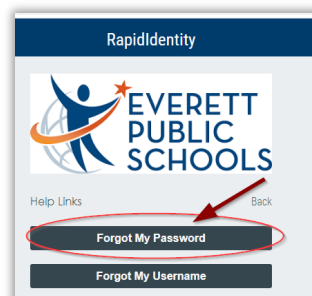 RapidIdentity
EVERETT
PUBLIC
SCHOOLS
Help Links Back
Forgot My Password
Forgot My Username